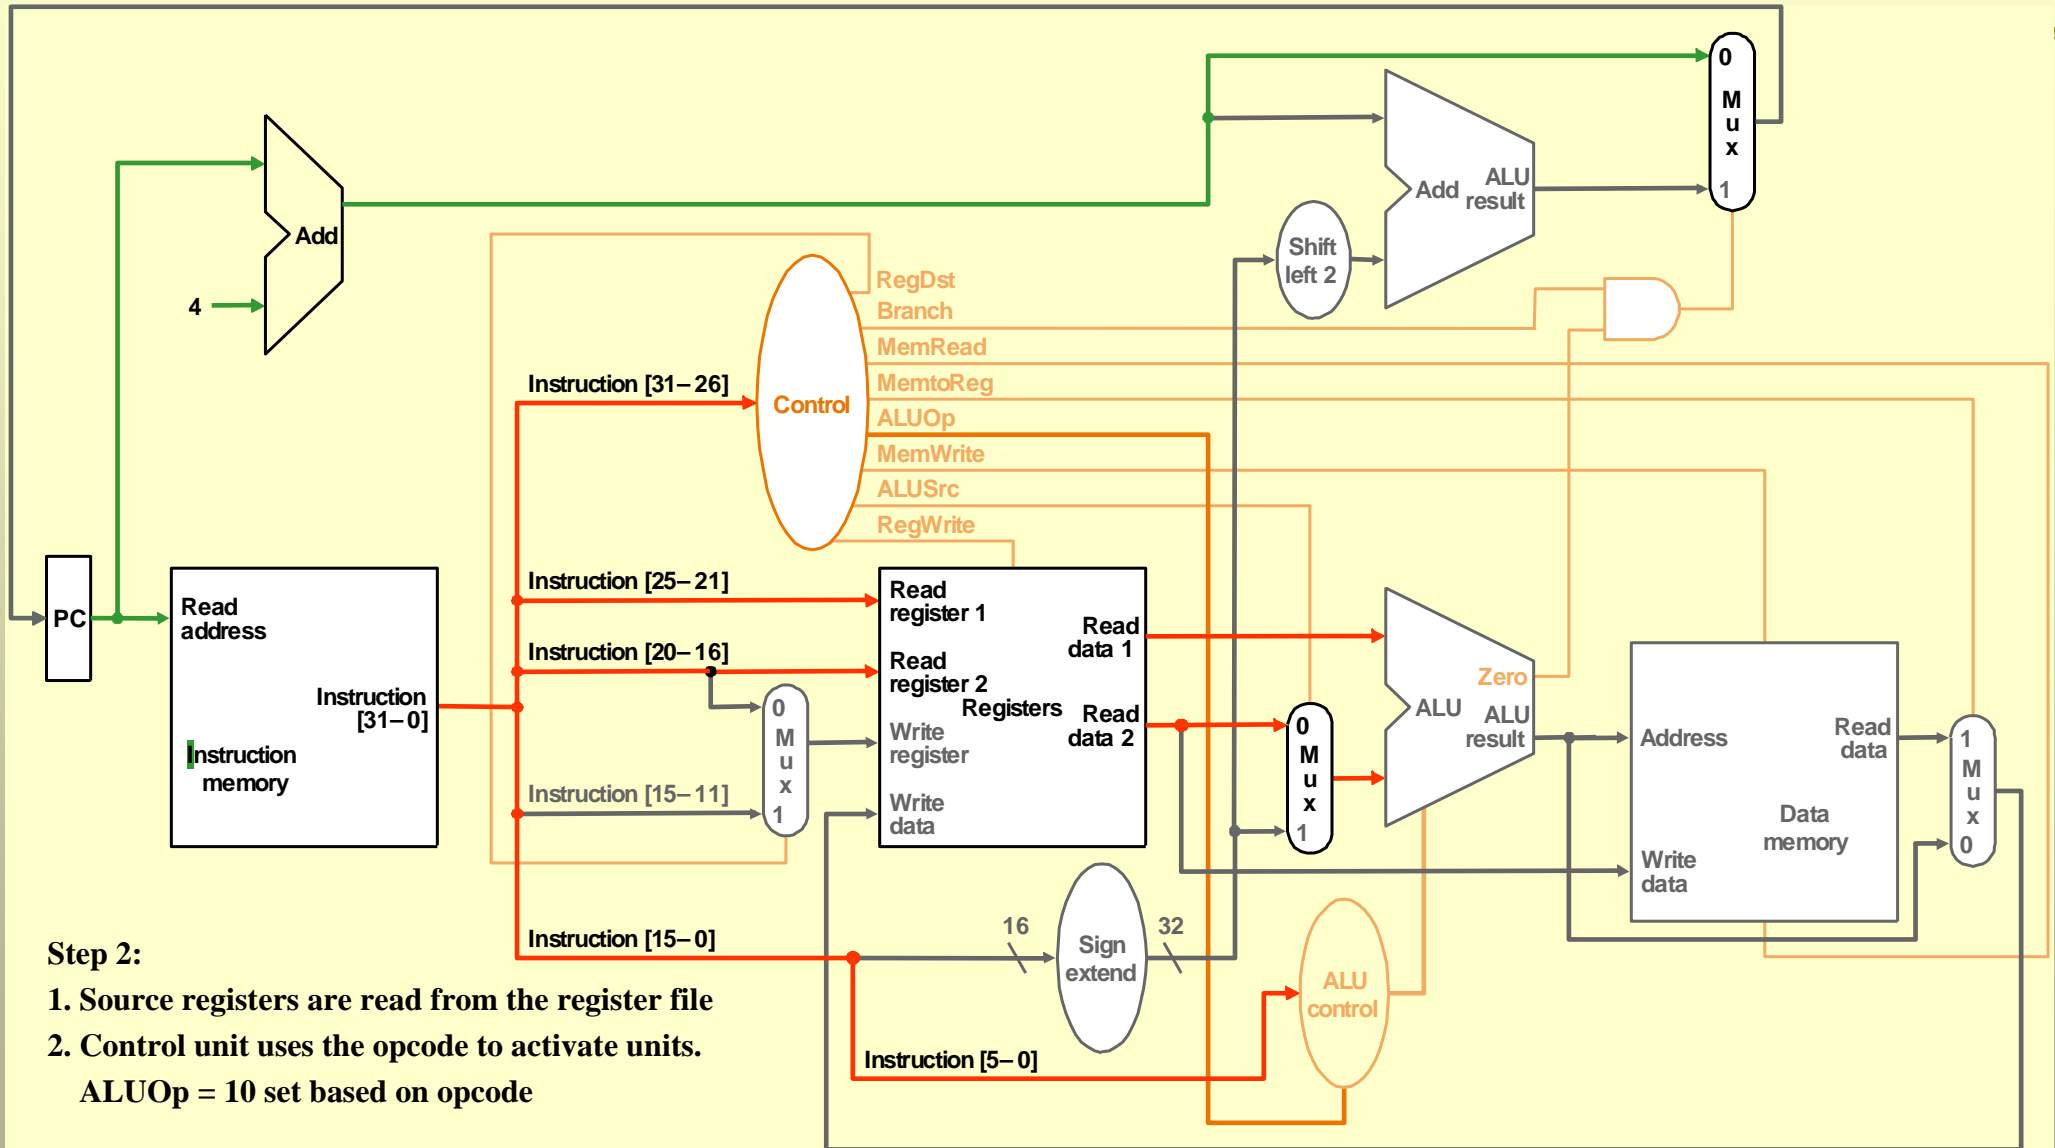 0
M
u
x
1
Add
ALU
result
Shift
left 2
Add
4
RegDst
Branch
MemRead
MemtoReg
ALUOp
MemWrite
ALUSrc
RegWrite
Control
Instruction [31–26]
Instruction [25–21]
Instruction [20–16]
Instruction [15–11]
Instruction [15–0]
Instruction [5–0]
PC
Read
address
Instruction
[31–0]
Instruction
memory
0
M
u
x
1
Read
register 1
Read
register 2
Registers
Write
register
Write
data
Read
data 1
Read
data 2
0
M
u
x
1
Zero
ALU
ALU
result
Address
Read
data
Data
memory
Write
data
1
M
u
x
0
16
Sign
extend
32
ALU
control
Step 2:
1. Source registers are read from the register file
2. Control unit uses the opcode to activate units.
ALUOp = 10 set based on opcode